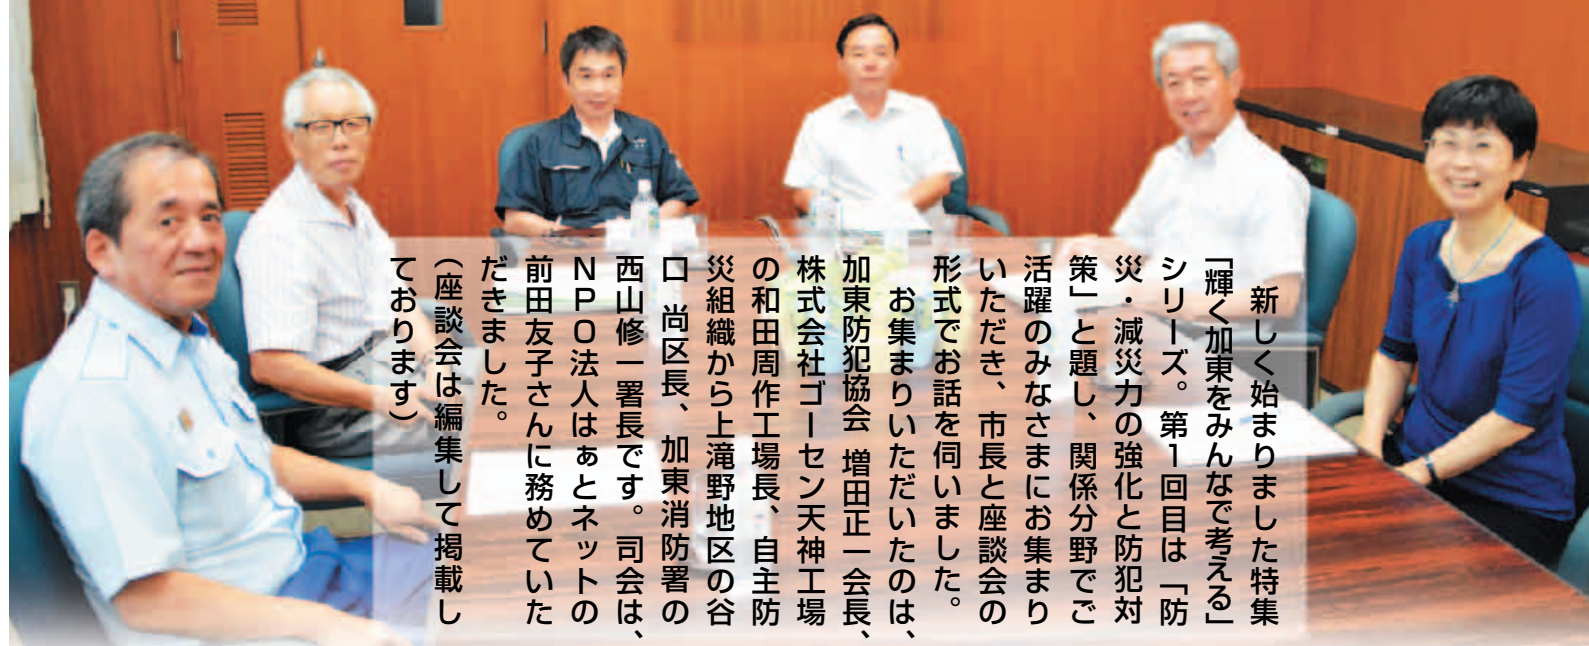 新しく始まりました特集
「輝く加東をみんなで考える」
シリーズ。第1回目は「防
災・減災力の強化と防犯対
策」と題し、関係分野でご
活躍のみなさまにお集まり
いただき、市長と座談会の
形式でお話を伺いました。
お集まりいただいたのは、
加東防犯協会 増田正一会長、
株式会社ゴーセン天神工場
の和田周作工場長、自主防
災組織から上滝野地区の谷
口 尚区長、加東消防署の
西山修一署長です。司会は、
NPO法人はぁとネットの
前田友子さんに務めていた
だきました。
(座談会は編集して掲載し
ております)